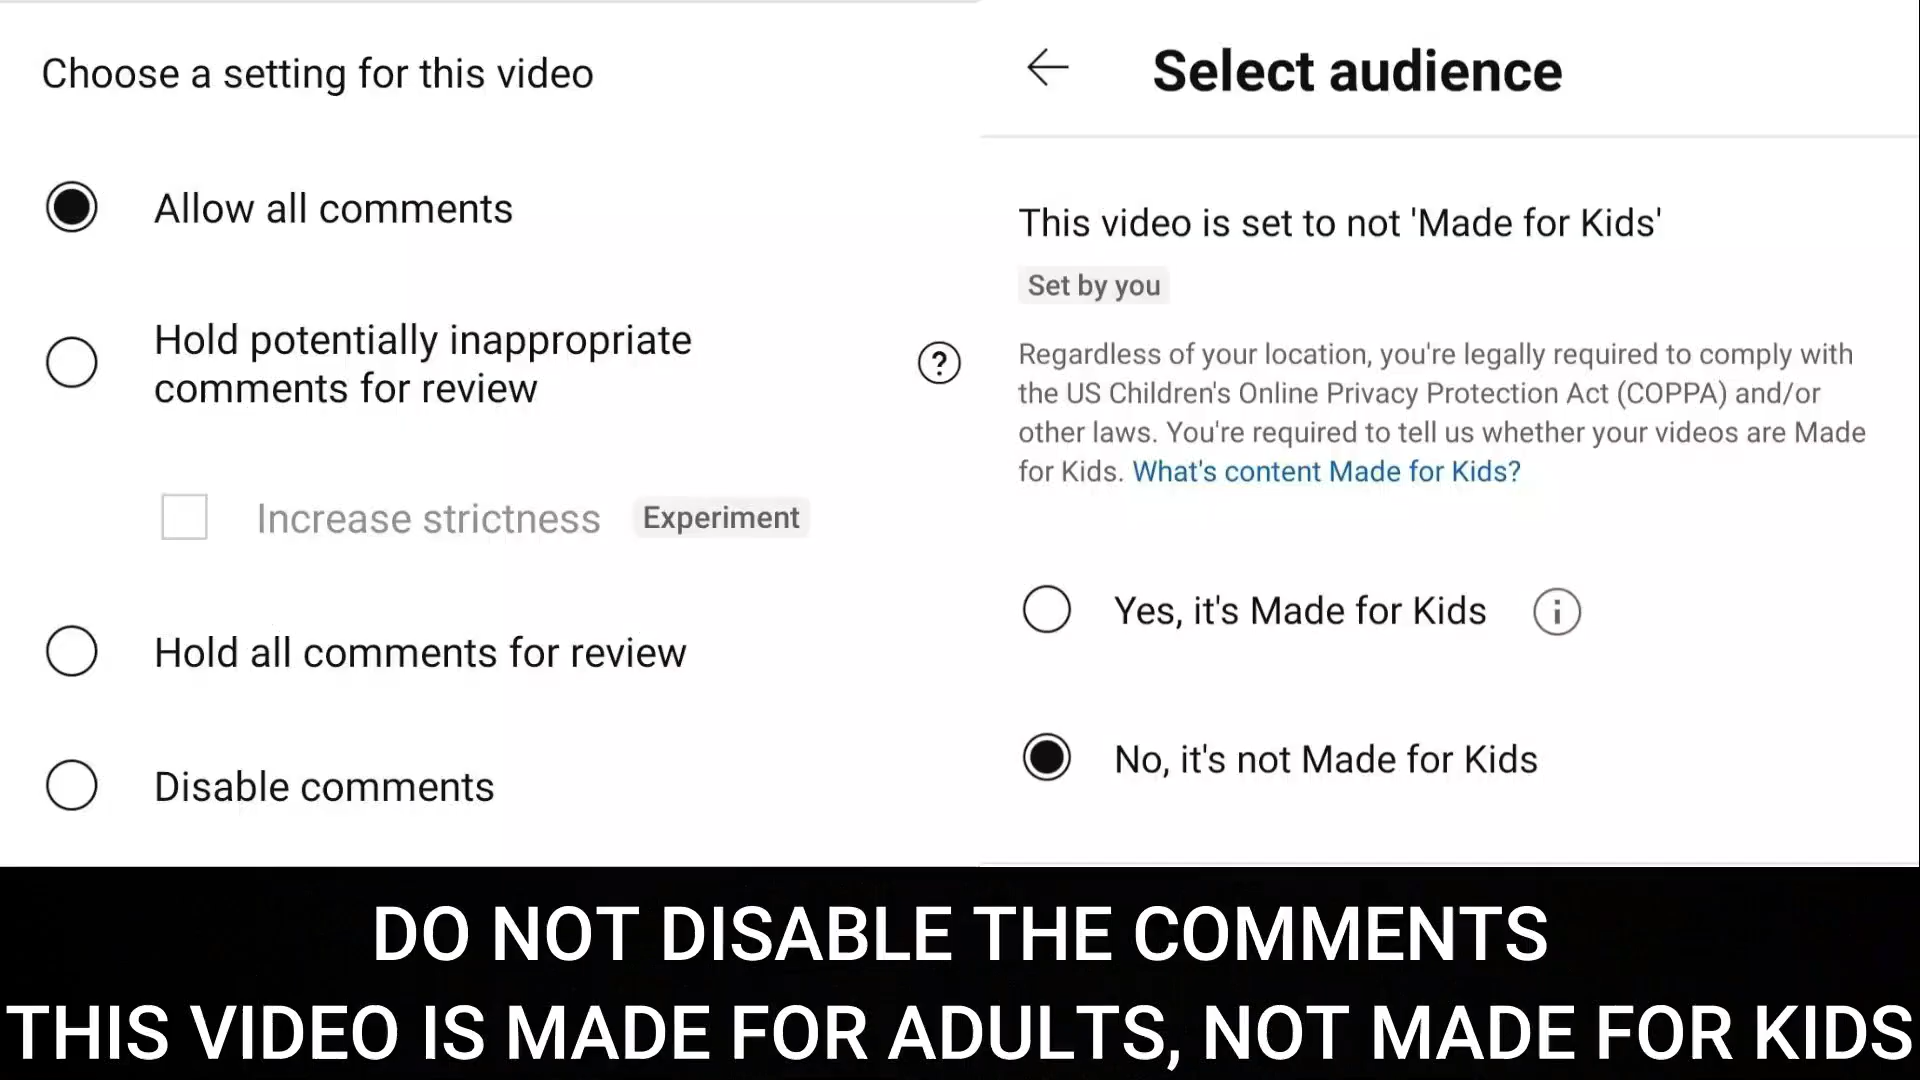 Choose a setting for this video
Allow all comments
Hold potentially inappropriate
comments for review
?
Increase strictness Experiment
Hold all comments for review
Disable comments
Select audience
This video is set to not 'Made for Kids'
Set by you
Regardless of your location, you're legally required to comply with
the US Children's Online Privacy Protection Act (COPPA) and/or
other laws. You're required to tell us whether your videos are Made
for Kids. What's content Made for Kids?
Yes, it's Made for Kids i
No, it's not Made for Kids
DO NOT DISABLE THE COMMENTS
THIS VIDEO IS MADE FOR ADULTS, NOT MADE FOR KIDS